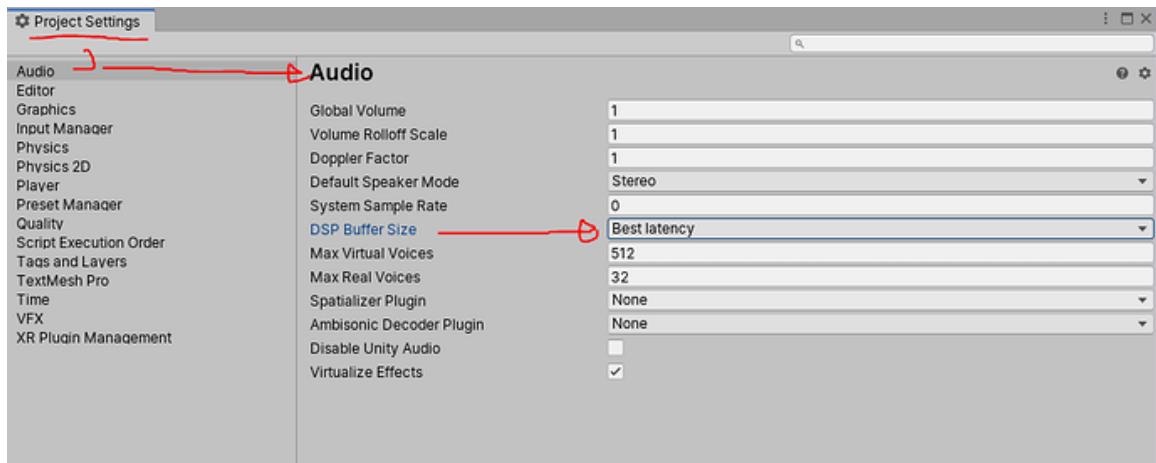 Project Settings
Audio
Editor
Graphics
Input Manager
Physics
Physics 2D
Player
Preset Manager
Quality
Script Execution Order
Tags and Layers
TextMesh Pro
Time
VFX
XR Plugin Management
Audio
Global Volume 1
Volume Rolloff Scale 1
Doppler Factor 1
Default Speaker Mode Stereo
System Sample Rate 0
DSP Buffer Size Best latency
Max Virtual Voices 512
Max Real Voices 32
Spatializer Plugin None
Ambisonic Decoder Plugin None
Disable Unity Audio
Virtualize Effects